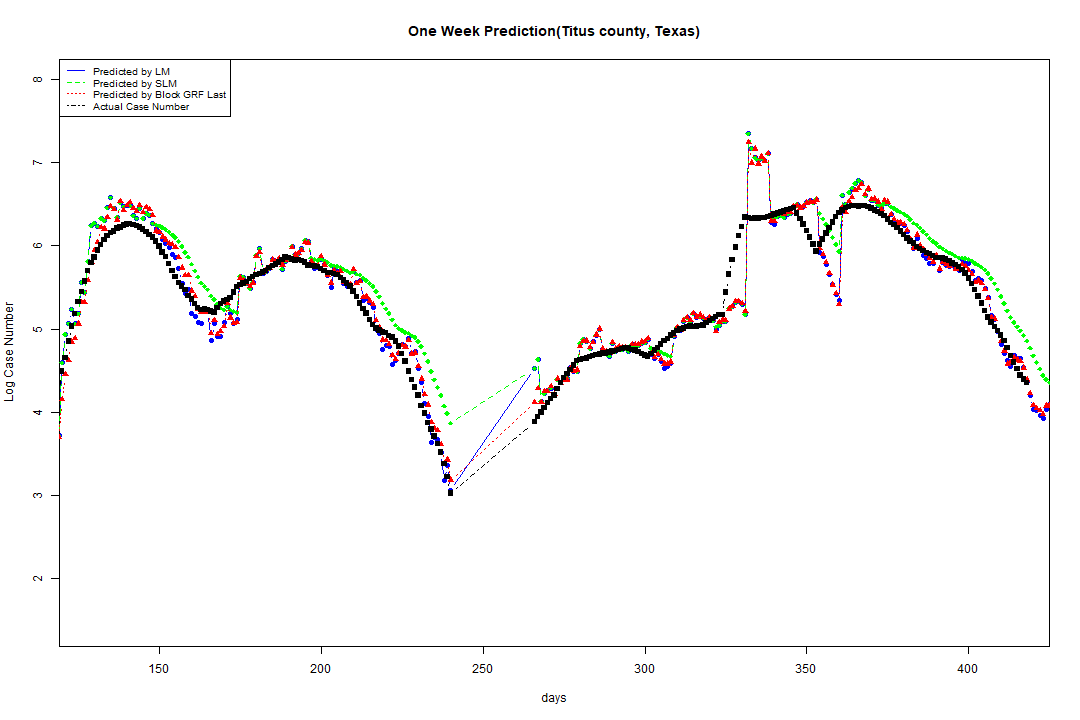 One Week Prediction(Titus county, Texas)
Predicted by LM
Predicted by SLM
Predicted by Block GRF Last
Actual Case Number
8
7
6
5
4
3
2
Log Case Number
150 200 250 300 350 400
days